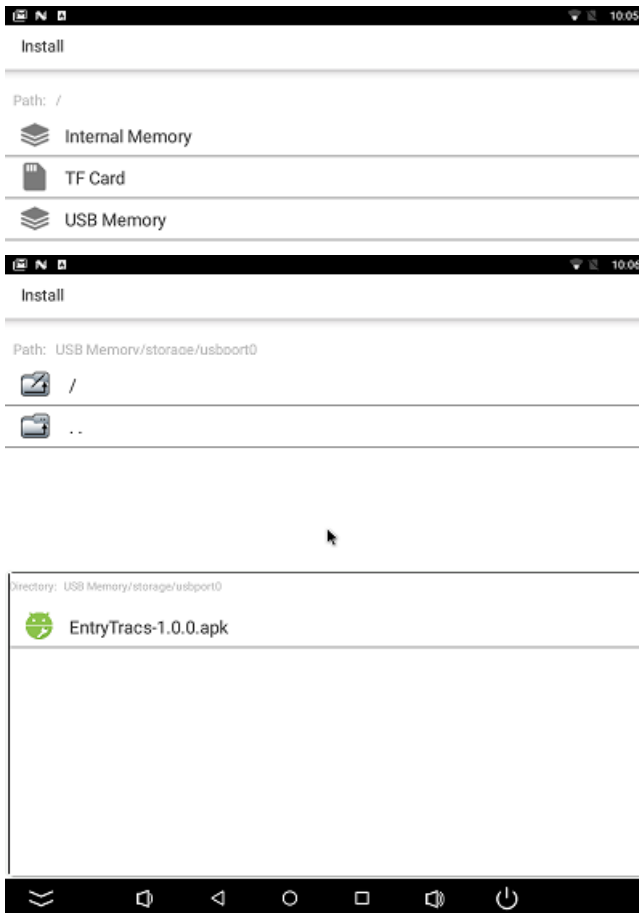 10:05
Install
Path: /
Internal Memory
TF Card
USB Memory
10:06
Install
Path: USB Memory/storage/usbport0
/
. .
Directory: USB Memory/storage/usbport0
EntryTracs-1.0.0.apk